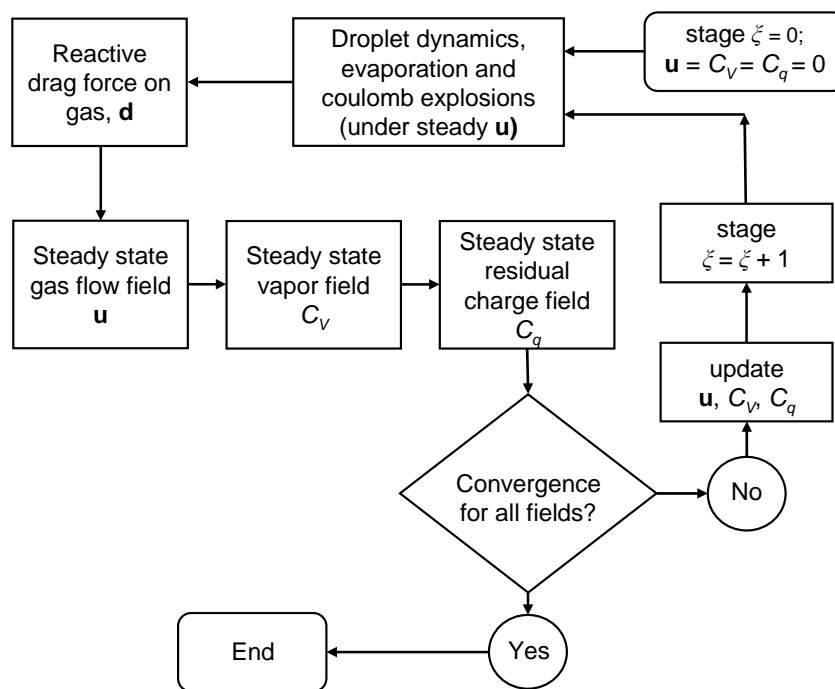 stage ξ = 0;
u = C_V = C_q = 0
Droplet dynamics,
evaporation and
coulomb explosions
(under steady u)
Reactive
drag force on
gas, d
Steady state
gas flow field
u
Steady state
vapor field
C_V
Steady state
residual
charge field
C_q
Convergence
for all fields?
No
update
u, C_V, C_q
stage
ξ = ξ + 1
Yes
End